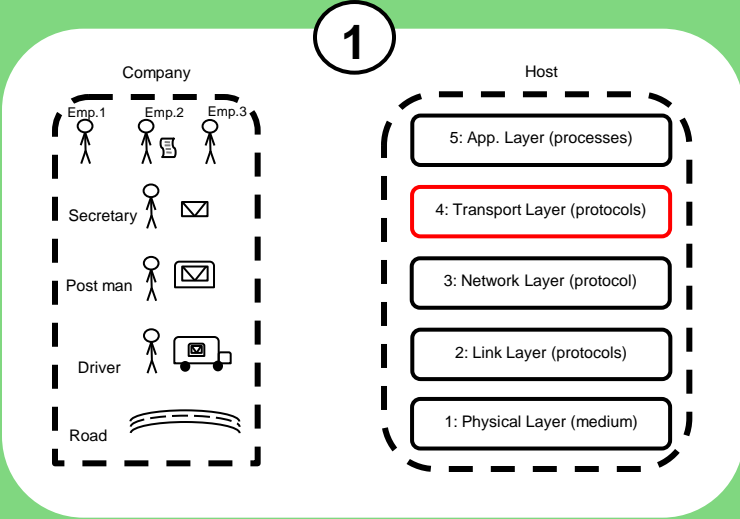 1
Company
Host
Emp.1
Emp.2
Emp.3
5: App. Layer (processes)
Secretary
4: Transport Layer (protocols)
Post man
3: Network Layer (protocol)
Driver
2: Link Layer (protocols)
Road
1: Physical Layer (medium)